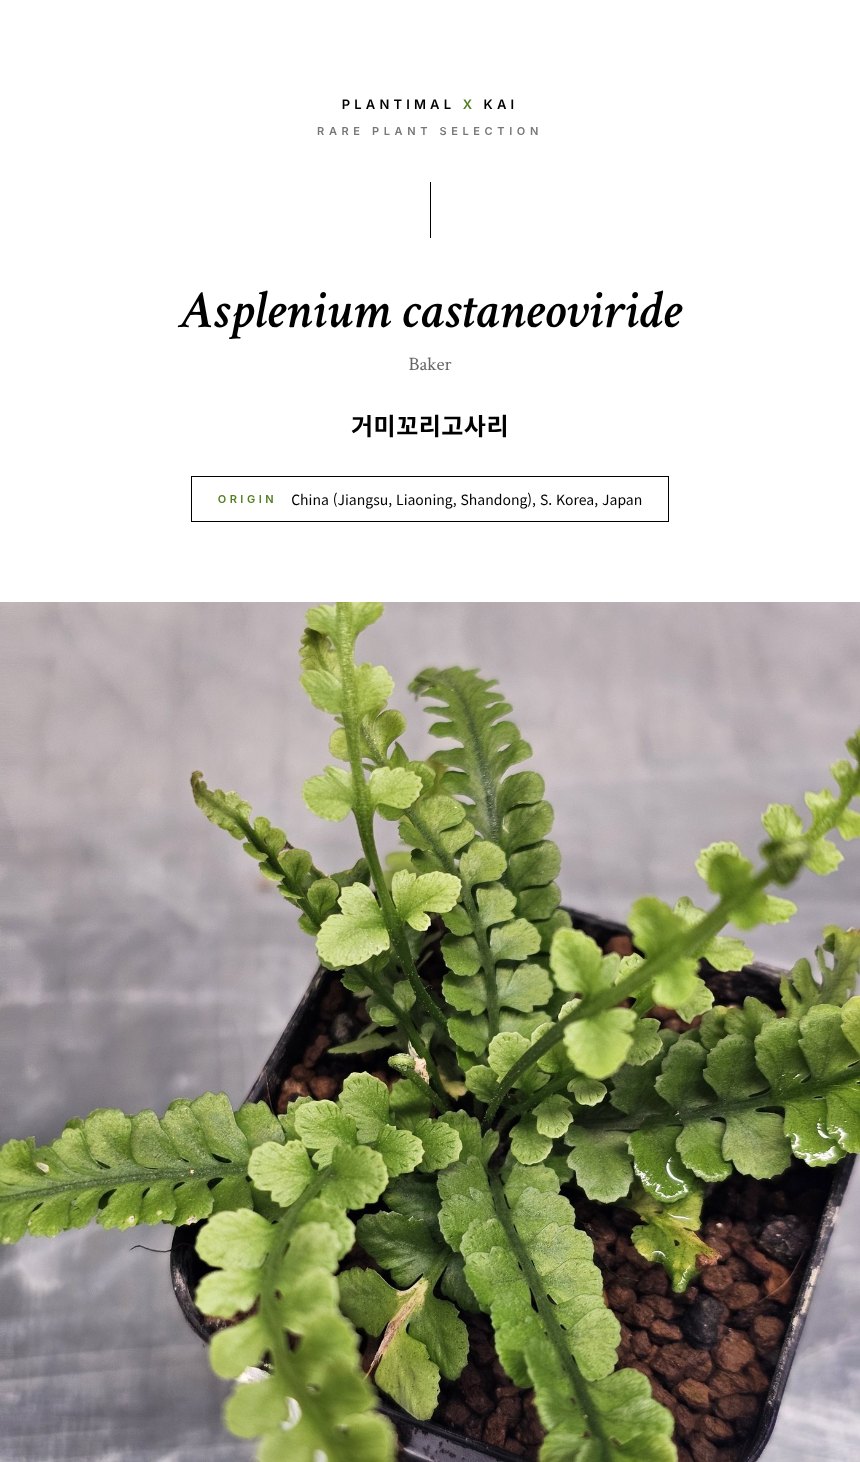 PLANTIMAL X KAI
RARE PLANT SELECTION
Asplenium castaneoviride
Baker
거미꼬리고사리
ORIGIN China (Jiangsu, Liaoning, Shandong), S. Korea, Japan